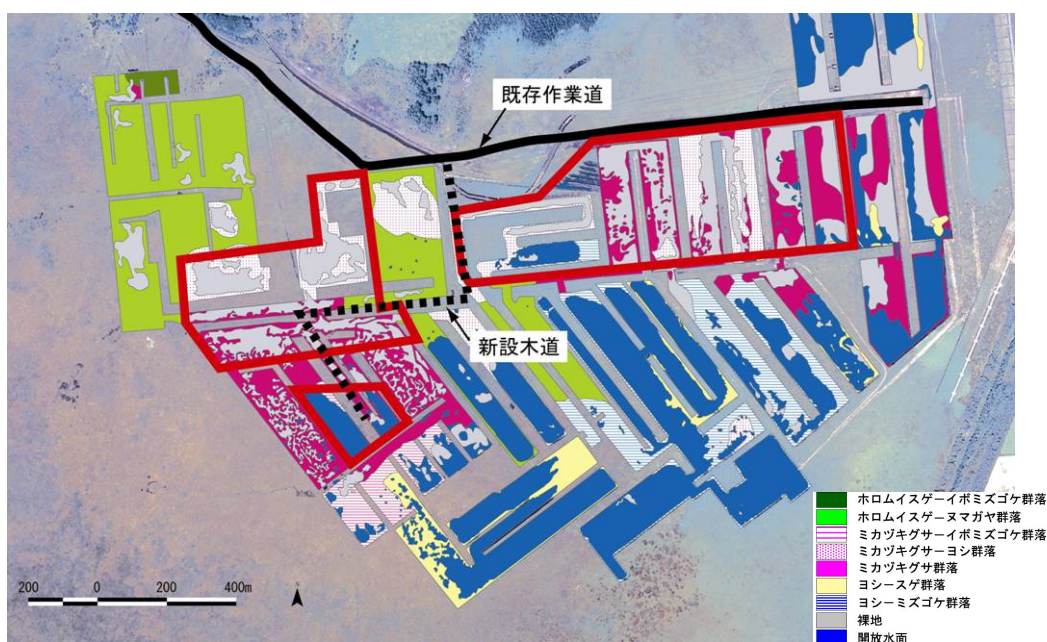 既存作業道
新設木道
200 0 200 400m
N
ホロムイスゲーイボミズゴケ群落
ホロムイスゲーヌマガヤ群落
ミカヅキグサーイボミズゴケ群落
ミカヅキグサーヨシ群落
ミカヅキグサ群落
ヨシースゲ群落
ヨシーミズゴケ群落
裸地
開放水面